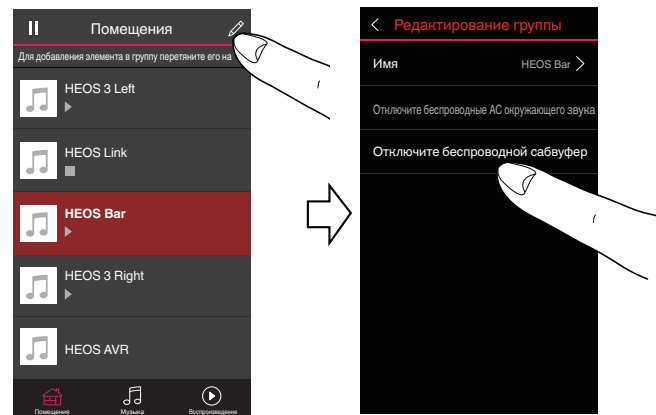 Помещения
Для добавления элемента в группу перетяните его на
HEOS 3 Left
HEOS Link
HEOS Bar
HEOS 3 Right
HEOS AVR
Помещения
Музыка
Воспроизведение
Редактирование группы
Имя
HEOS Bar
Отключите беспроводные АС окружающего звука
Отключите беспроводной сабвуфер